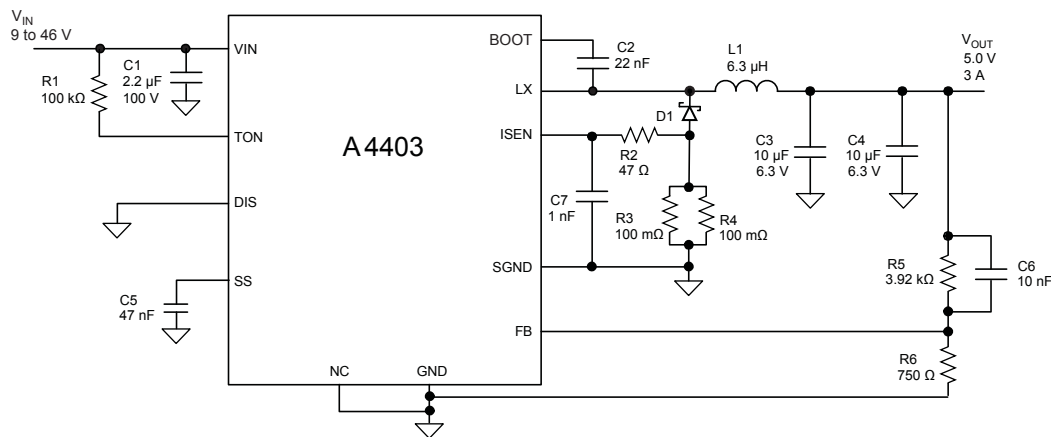 V_IN
9 to 46 V
R1
100 kΩ
C1
2.2 µF
100 V
VIN
TON
DIS
SS
C5
47 nF
A4403
NC
GND
BOOT
LX
ISEN
SGND
FB
C2
22 nF
L1
6.3 µH
D1
R2
47 Ω
C7
1 nF
R3
100 mΩ
R4
100 mΩ
C3
10 µF
6.3 V
C4
10 µF
6.3 V
V_OUT
5.0 V
3 A
R5
3.92 kΩ
C6
10 nF
R6
750 Ω